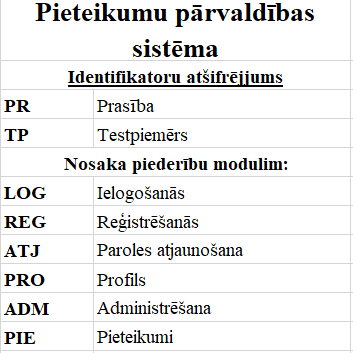 Pieteikumu pārvaldības
sistēma
Identifikatoru atšifrējjums
PR Prasība
TP Testpiemērs
Nosaka piederību modulim:
LOG Ielogošanās
REG Reģistrēšanās
ATJ Paroles atjaunošana
PRO Profils
ADM Administrēšana
PIE Pieteikumi